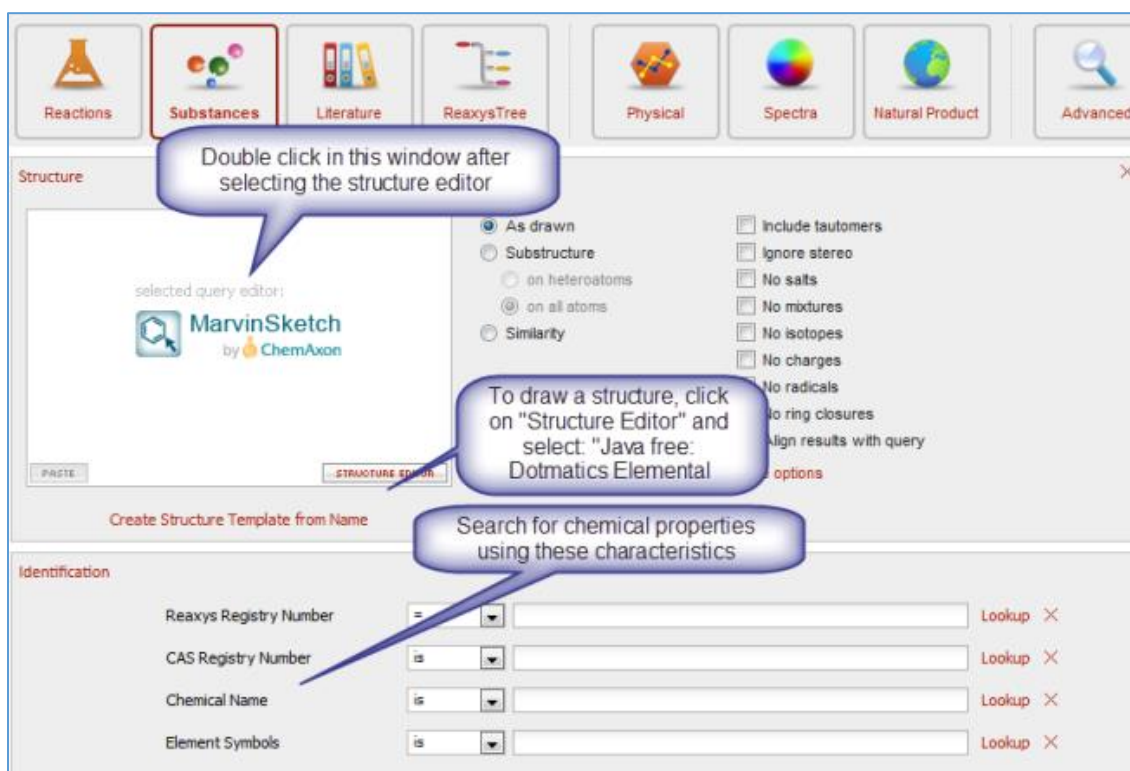 Reactions
Substances
Literature
ReaxysTree
Physical
Spectra
Natural Product
Advanced
Double click in this window after
selecting the structure editor
Structure
selected query editor:
MarvinSketch
by ChemAxon
PASTE
STRUCTURE EDITOR
Create Structure Template from Name
As drawn
Substructure
on heteroatoms
on all atoms
Similarity
Include tautomers
Ignore stereo
No salts
No mixtures
No isotopes
No charges
No radicals
No ring closures
Align results with query
options
To draw a structure, click
on "Structure Editor" and
select: "Java free:
Dotmatics Elemental
Search for chemical properties
using these characteristics
Identification
Reaxys Registry Number = Lookup
CAS Registry Number is Lookup
Chemical Name is Lookup
Element Symbols is Lookup